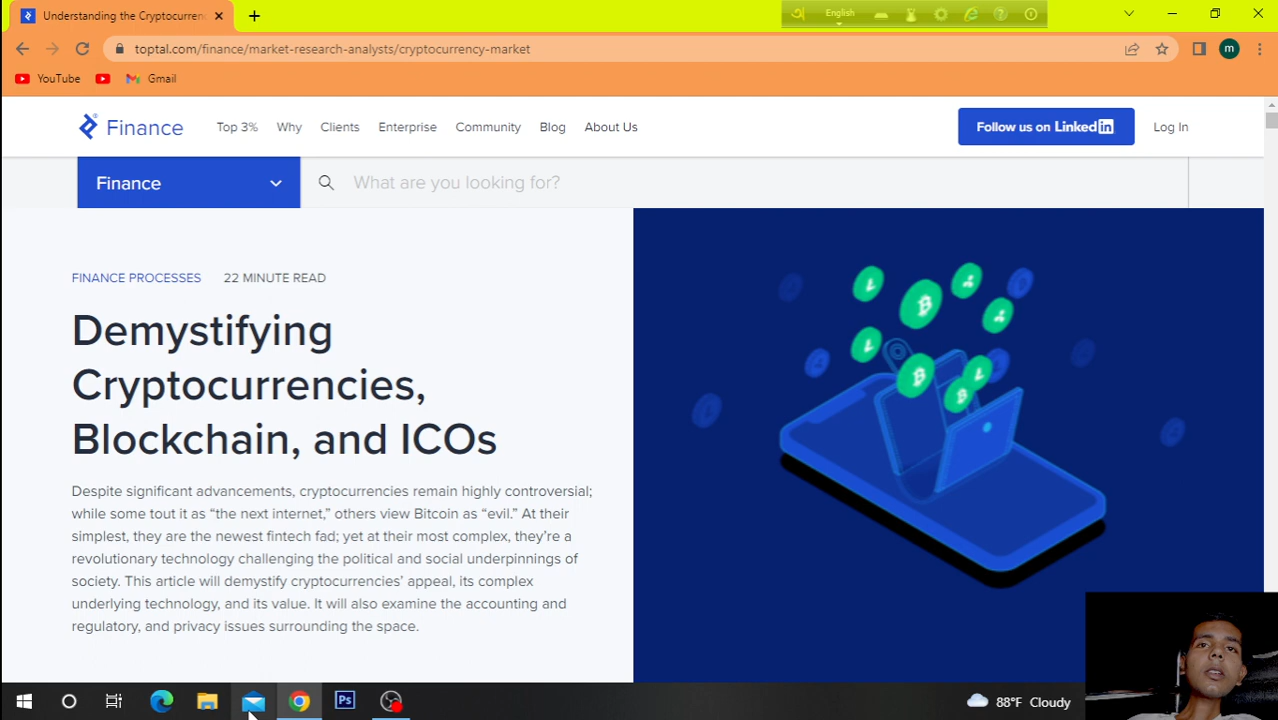 Understanding the Cryptocurrenc
English
toptal.com/finance/market-research-analysts/cryptocurrency-market
m
YouTube
Gmail
Finance
Top 3%
Why
Clients
Enterprise
Community
Blog
About Us
Follow us on Linkedin
Log In
Finance
What are you looking for?
FINANCE PROCESSES
22 MINUTE READ
Demystifying
Cryptocurrencies,
Blockchain, and ICOs
Despite significant advancements, cryptocurrencies remain highly controversial;
while some tout it as “the next internet,” others view Bitcoin as “evil.” At their
simplest, they are the newest fintech fad; yet at their most complex, they’re a
revolutionary technology challenging the political and social underpinnings of
society. This article will demystify cryptocurrencies’ appeal, its complex
underlying technology, and its value. It will also examine the accounting and
regulatory, and privacy issues surrounding the space.
Ps
88°F Cloudy